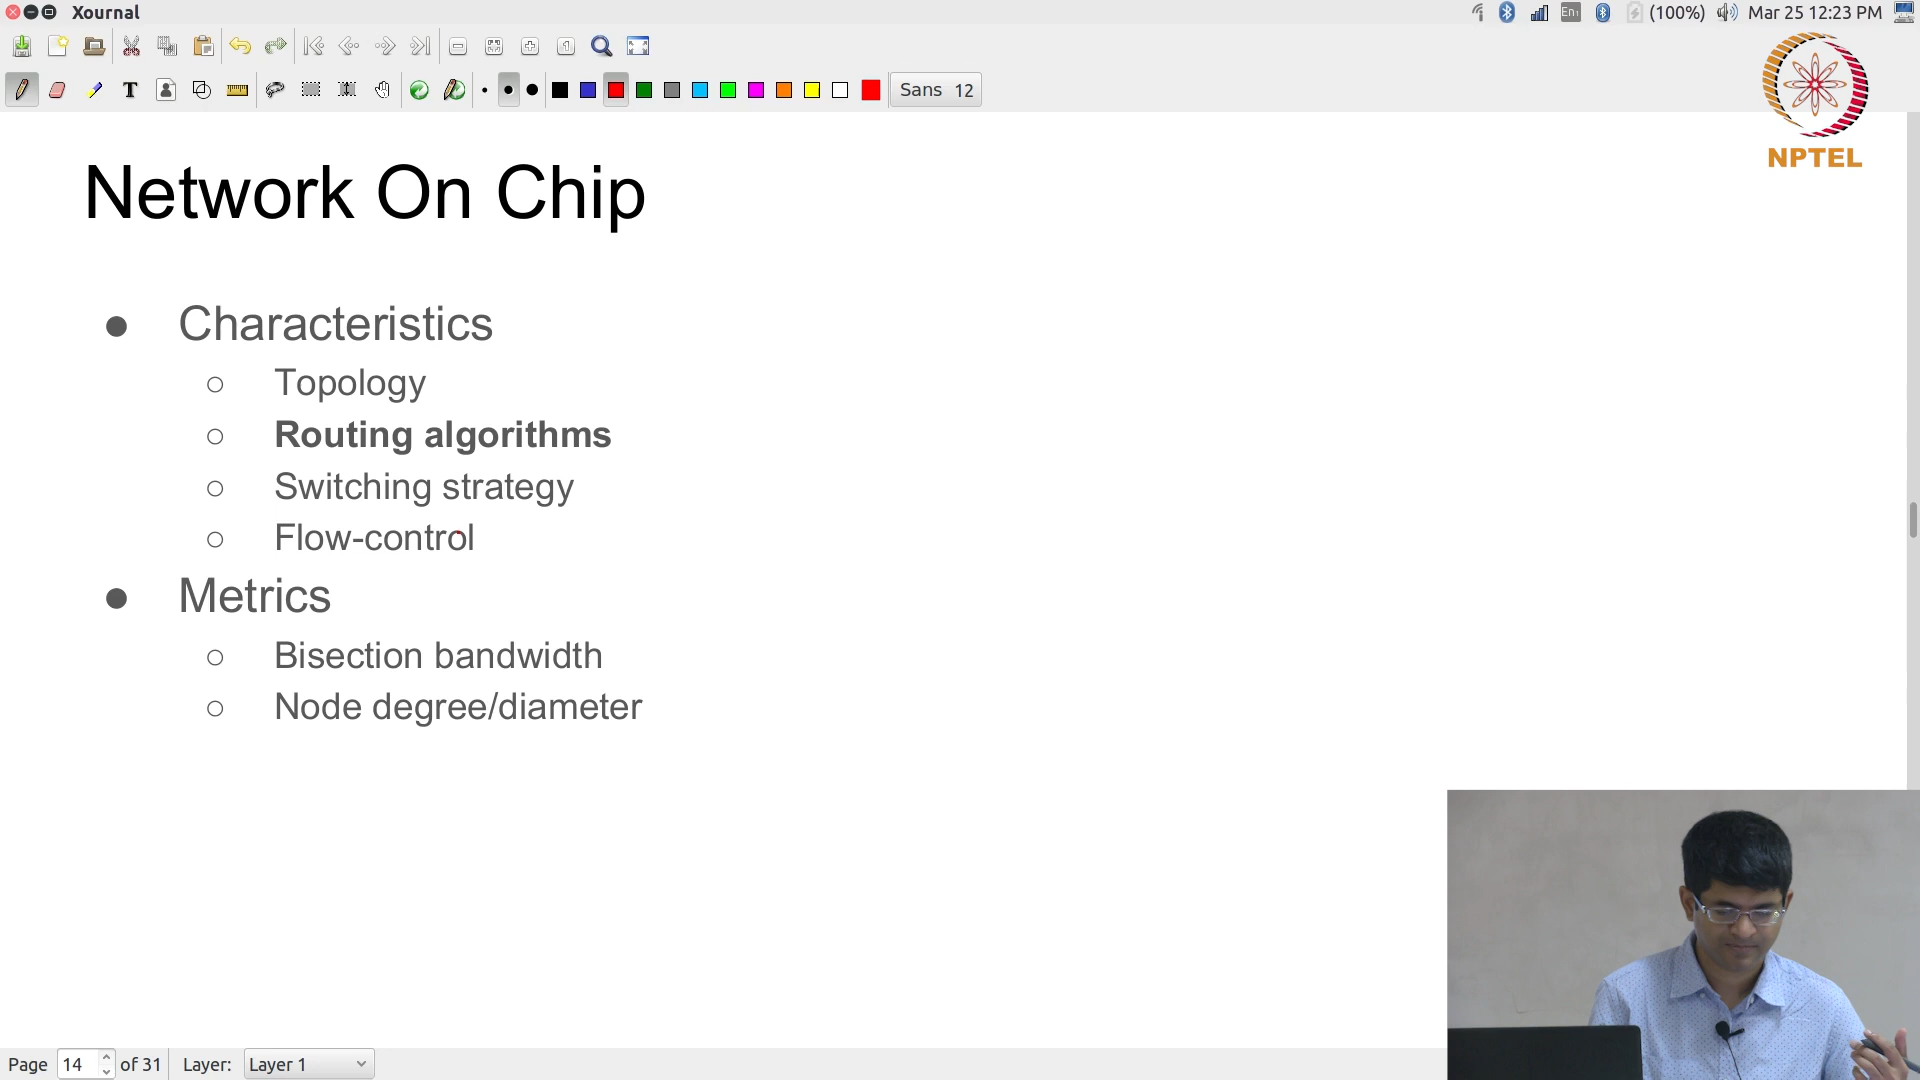 Xournal
En1
(100%)
Mar 25 12:23 PM
T
Sans 12
NPTEL
Network On Chip
● Characteristics
○ Topology
○ Routing algorithms
○ Switching strategy
○ Flow-control
● Metrics
○ Bisection bandwidth
○ Node degree/diameter
Page 14 of 31 Layer: Layer 1